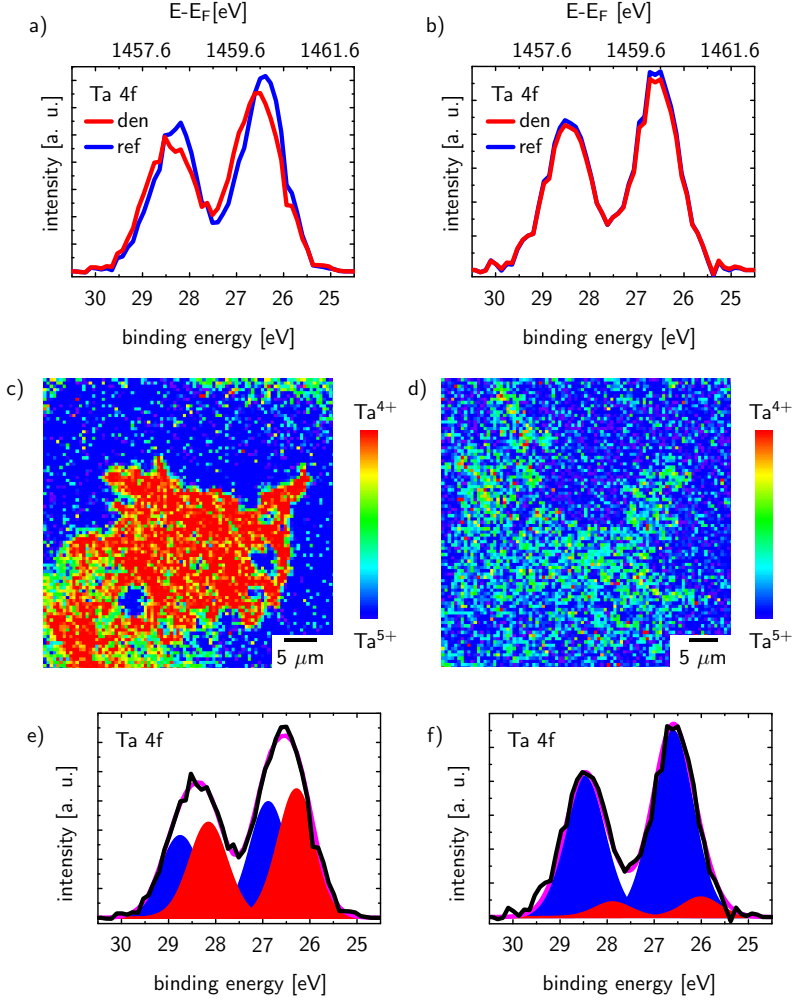 a)
E-E_F[eV]
1457.6 1459.6 1461.6
Ta 4f
den
ref
intensity [a. u.]
30 29 28 27 26 25
binding energy [eV]
b)
E-E_F [eV]
1457.6 1459.6 1461.6
Ta 4f
den
ref
intensity [a. u.]
30 29 28 27 26 25
binding energy [eV]
c)
Ta⁴⁺
Ta⁵⁺
5 μm
d)
Ta⁴⁺
Ta⁵⁺
5 μm
e)
Ta 4f
intensity [a. u.]
30 29 28 27 26 25
binding energy [eV]
f)
Ta 4f
intensity [a. u.]
30 29 28 27 26 25
binding energy [eV]